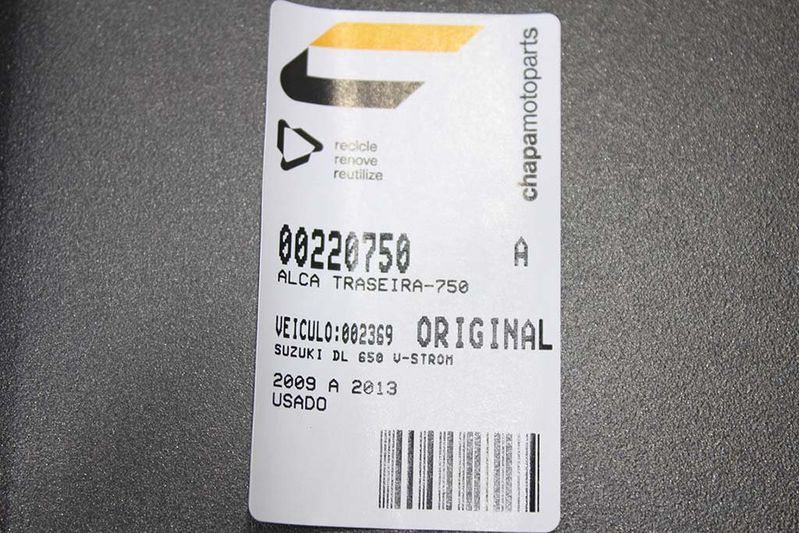 chapamotoparts
recicle
renove
reutilize
00220750 A
ALCA TRASEIRA-750
VEICULO:002369 ORIGINAL
SUZUKI DL 650 V-STROM
2009 A 2013
USADO